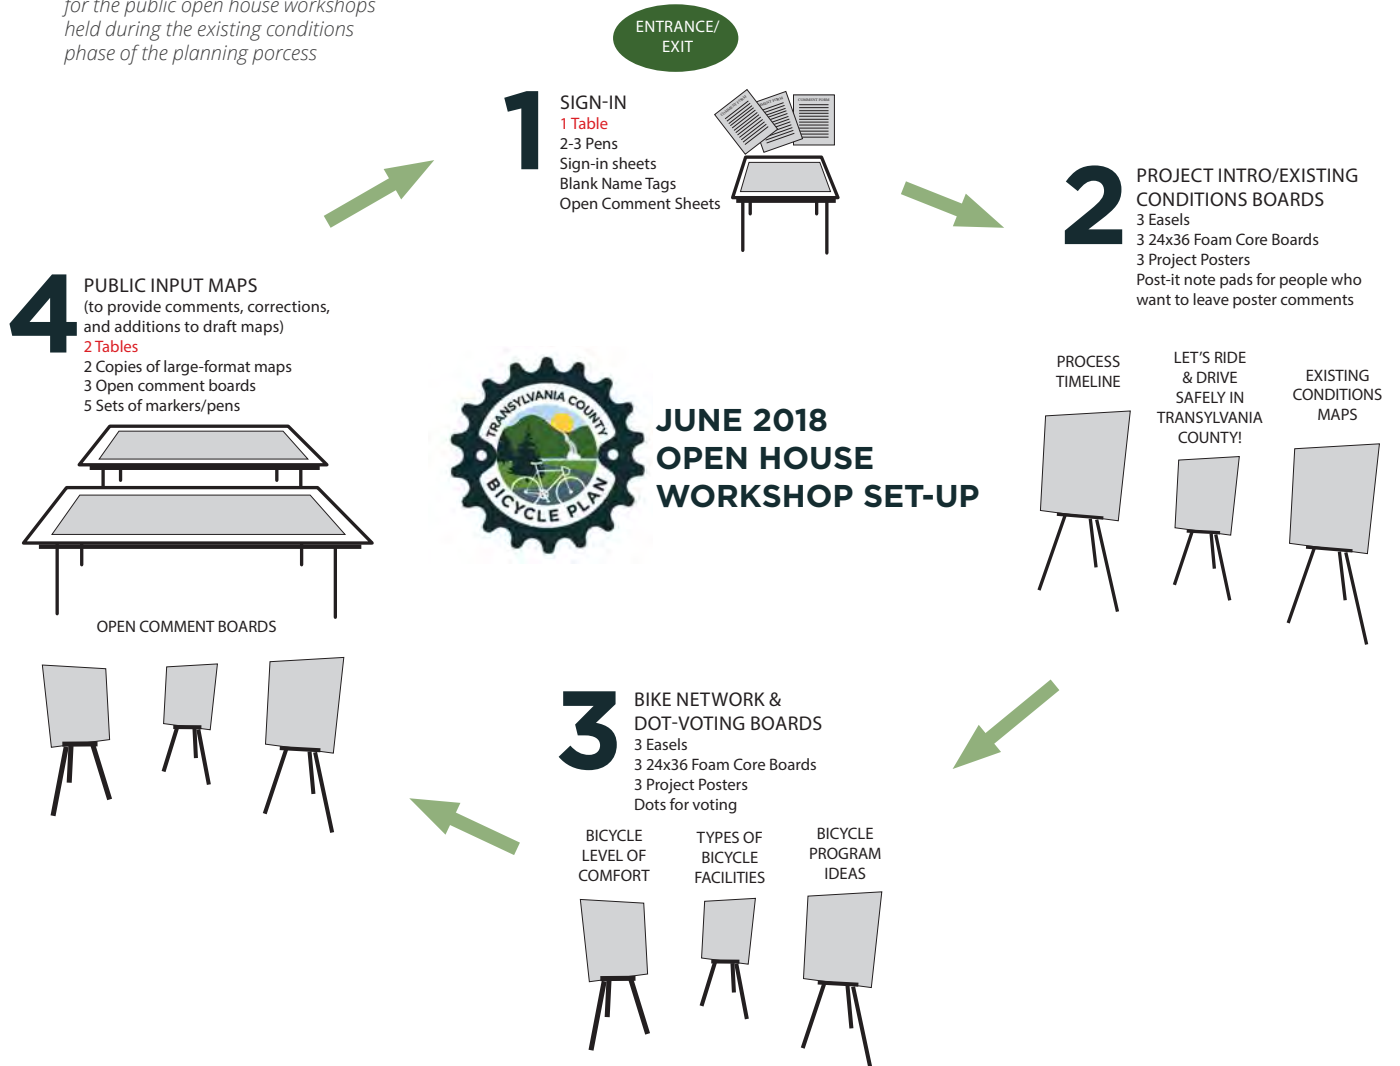 for the public open house workshops
held during the existing conditions
phase of the planning porcess
ENTRANCE/
EXIT
1
SIGN-IN
1 Table
2-3 Pens
Sign-in sheets
Blank Name Tags
Open Comment Sheets
COMMENT FORM
2
PROJECT INTRO/EXISTING
CONDITIONS BOARDS
3 Easels
3 24x36 Foam Core Boards
3 Project Posters
Post-it note pads for people who
want to leave poster comments
PROCESS
TIMELINE
LET'S RIDE
& DRIVE
SAFELY IN
TRANSYLVANIA
COUNTY!
EXISTING
CONDITIONS
MAPS
4
PUBLIC INPUT MAPS
(to provide comments, corrections,
and additions to draft maps)
2 Tables
2 Copies of large-format maps
3 Open comment boards
5 Sets of markers/pens
OPEN COMMENT BOARDS
TRANSYLVANIA COUNTY
BICYCLE PLAN
JUNE 2018
OPEN HOUSE
WORKSHOP SET-UP
3
BIKE NETWORK &
DOT-VOTING BOARDS
3 Easels
3 24x36 Foam Core Boards
3 Project Posters
Dots for voting
BICYCLE
LEVEL OF
COMFORT
TYPES OF
BICYCLE
FACILITIES
BICYCLE
PROGRAM
IDEAS